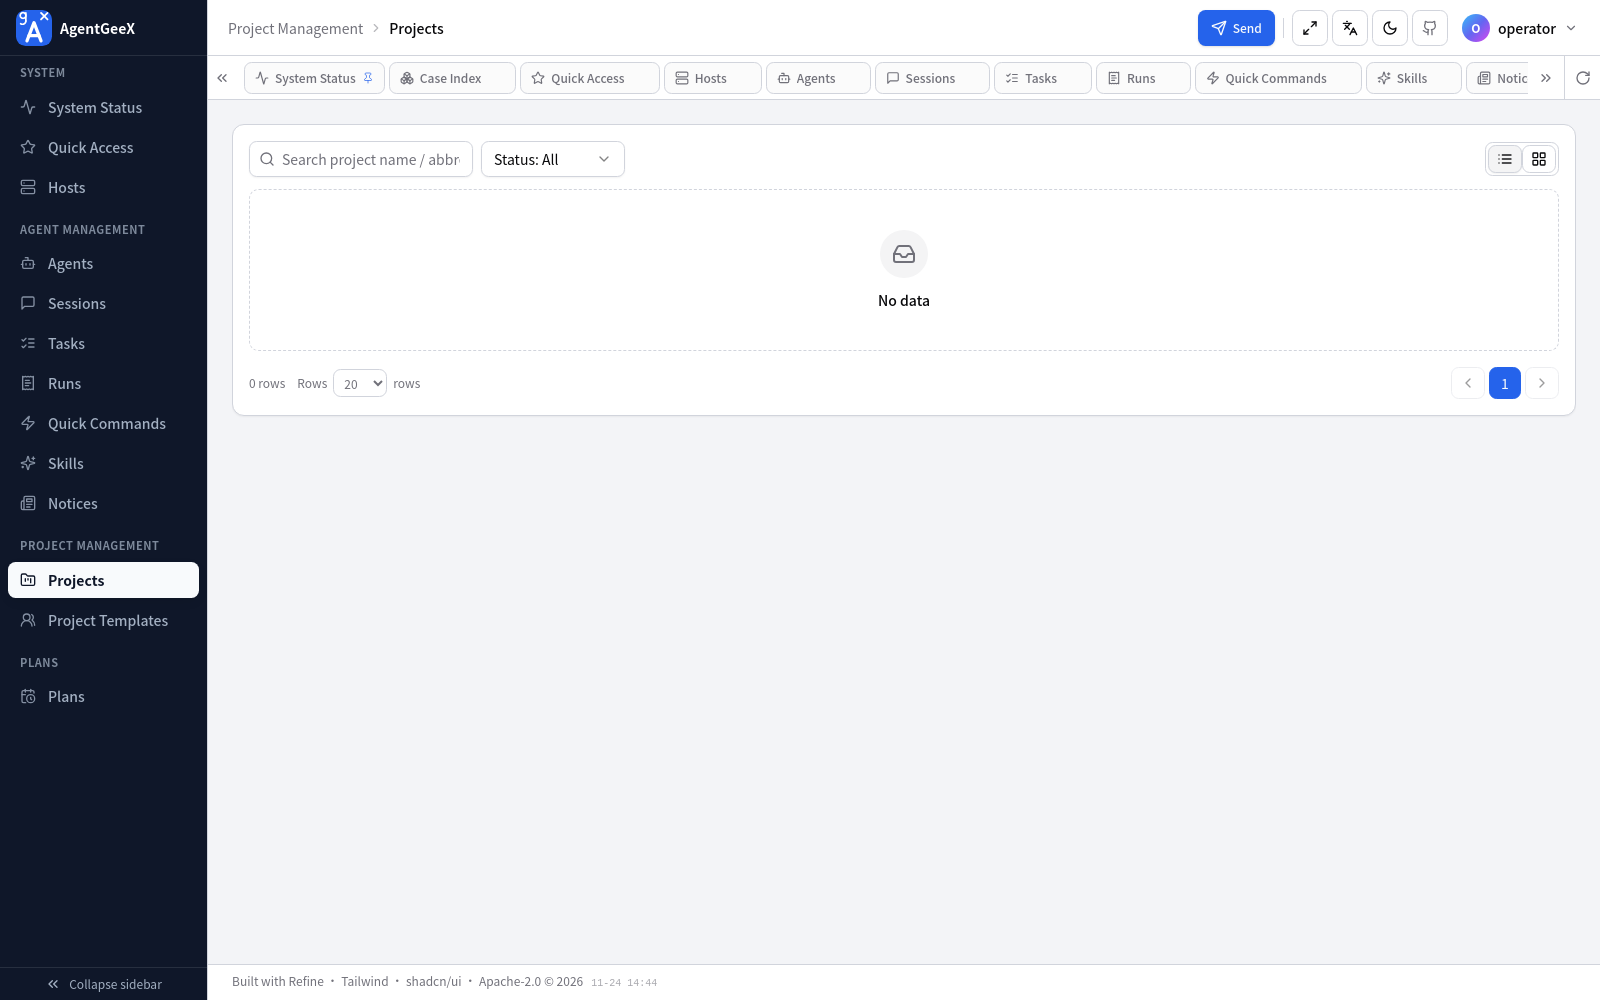 AgentGeeX
Project Management
Projects
Send
O
operator
SYSTEM
System Status
Quick Access
Hosts
AGENT MANAGEMENT
Agents
Sessions
Tasks
Runs
Quick Commands
Skills
Notices
PROJECT MANAGEMENT
Projects
Project Templates
PLANS
Plans
Collapse sidebar
System Status
Case Index
Quick Access
Hosts
Agents
Sessions
Tasks
Runs
Quick Commands
Skills
Notic
Search project name / abbr
Status: All
No data
0 rows Rows 20 rows
1
Built with Refine • Tailwind • shadcn/ui • Apache-2.0 © 2026 11-24 14:44